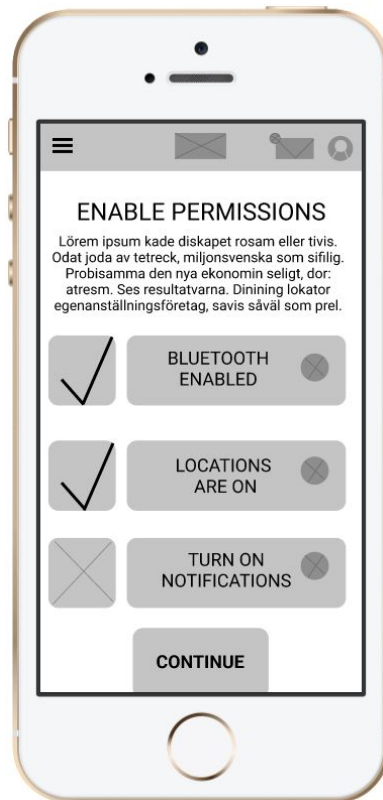 ENABLE PERMISSIONS
Lörem ipsum kade diskapet rosam eller tivis.
Odat joda av tetreck, miljonsvenska som sifilig.
Probisamma den nya ekonomin seligt, dor:
atresm. Ses resultatvarna. Dinining lokator
egenanställningsföretag, savis såväl som prel.
BLUETOOTH
ENABLED
LOCATIONS
ARE ON
TURN ON
NOTIFICATIONS
CONTINUE